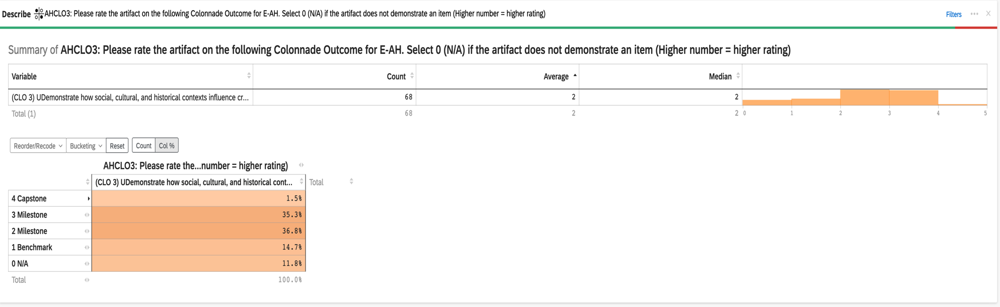 Describe AHCLO3: Please rate the artifact on the following Colonnade Outcome for E-AH. Select 0 (N/A) if the artifact does not demonstrate an item (Higher number = higher rating) Filters
Summary of AHCLO3: Please rate the artifact on the following Colonnade Outcome for E-AH. Select 0 (N/A) if the artifact does not demonstrate an item (Higher number = higher rating)
Variable Count Average Median
(CLO 3) UDemonstrate how social, cultural, and historical contexts influence cr... 68 2 2
Total (1) 68 2 2 0 1 2 3 4 5
Reorder/Recode Bucketing Reset Count Col %
AHCLO3: Please rate the...number = higher rating)
(CLO 3) UDemonstrate how social, cultural, and historical cont... Total
4 Capstone 1.5%
3 Milestone 35.3%
2 Milestone 36.8%
1 Benchmark 14.7%
0 N/A 11.8%
Total 100.0%